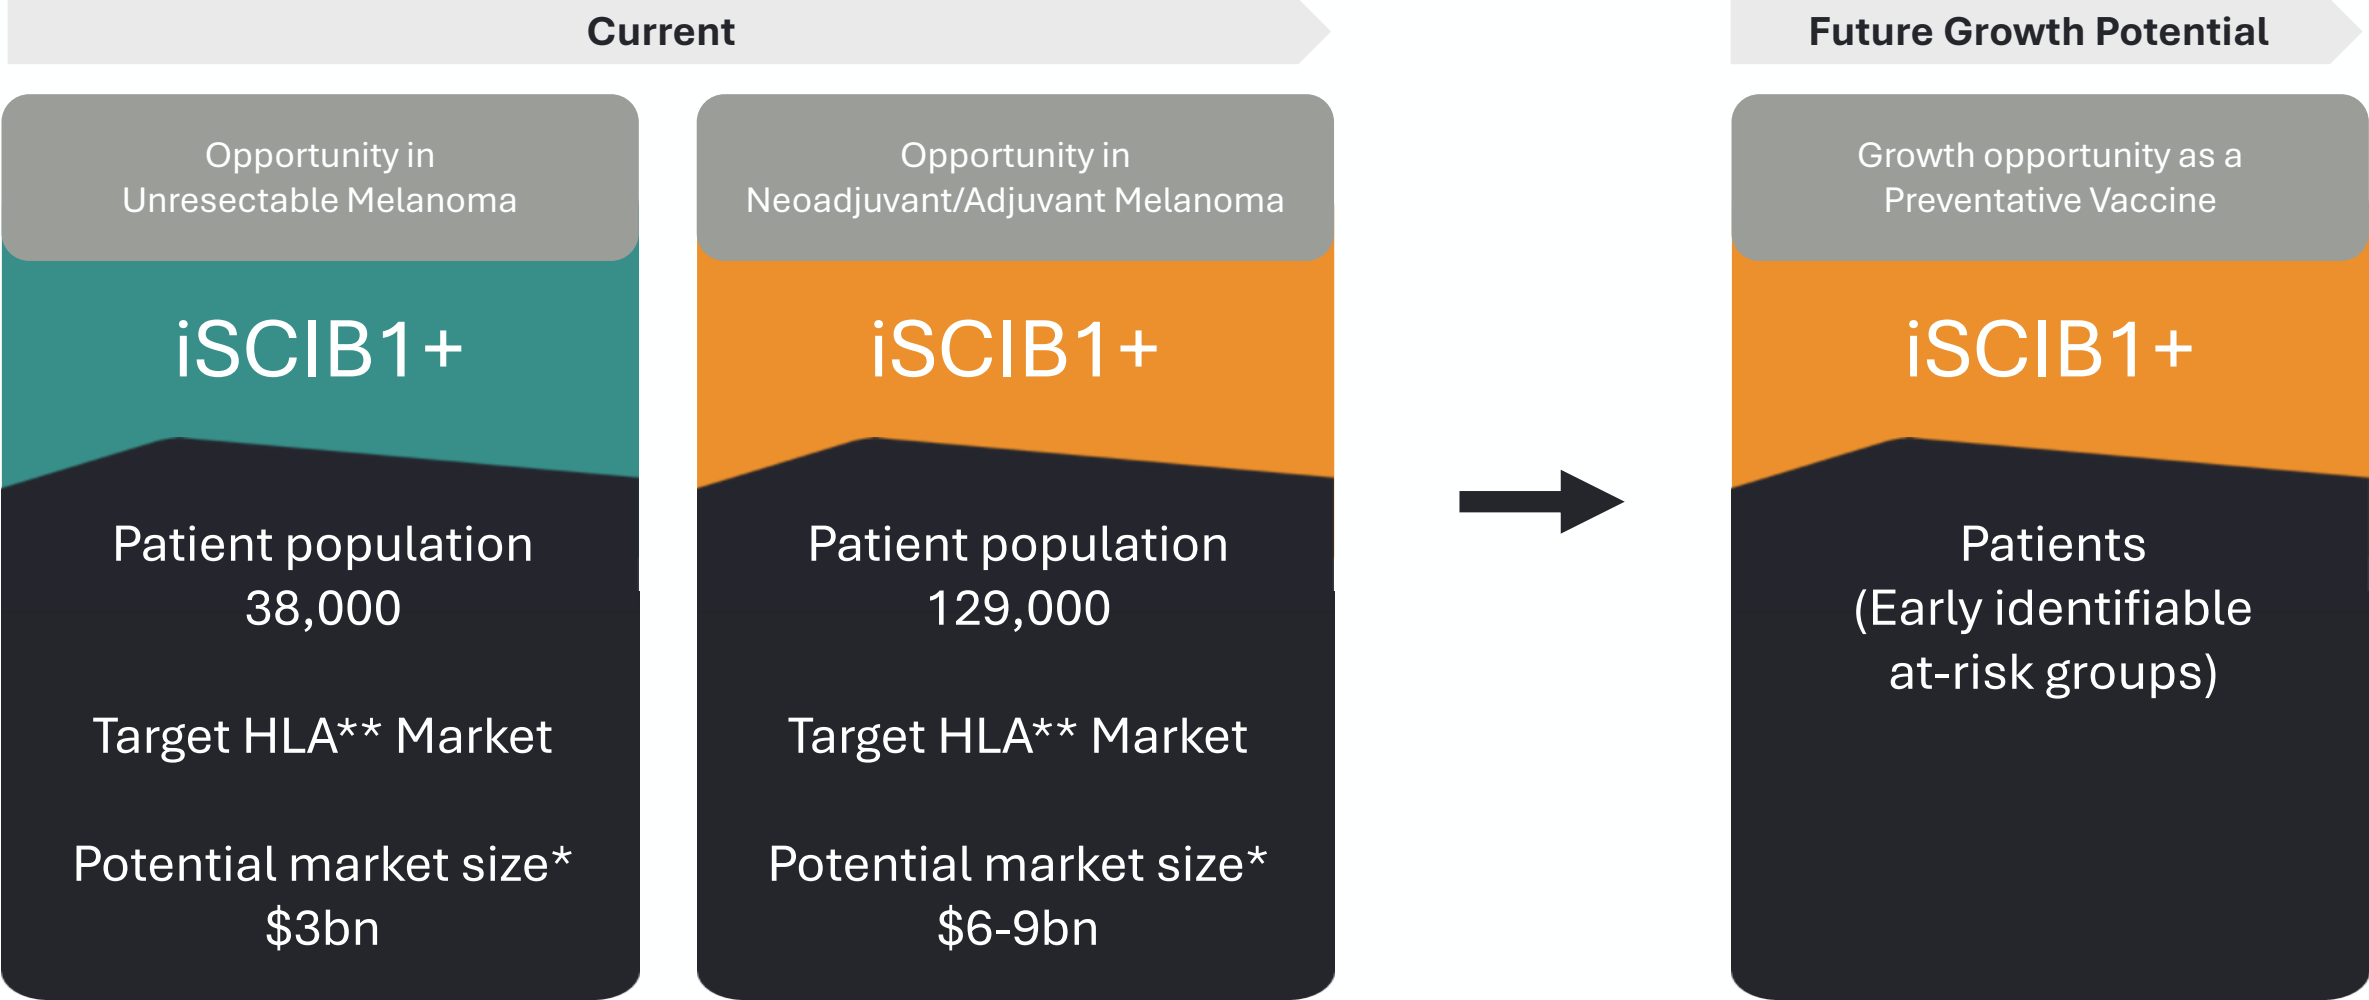 Current
Future Growth Potential
Opportunity in
Unresectable Melanoma
iSCIB1+
Patient population
38,000
Target HLA** Market
Potential market size*
$3bn
Opportunity in
Neoadjuvant/Adjuvant Melanoma
iSCIB1+
Patient population
129,000
Target HLA** Market
Potential market size*
$6-9bn
Growth opportunity as a
Preventative Vaccine
iSCIB1+
Patients
(Early identifiable
at-risk groups)